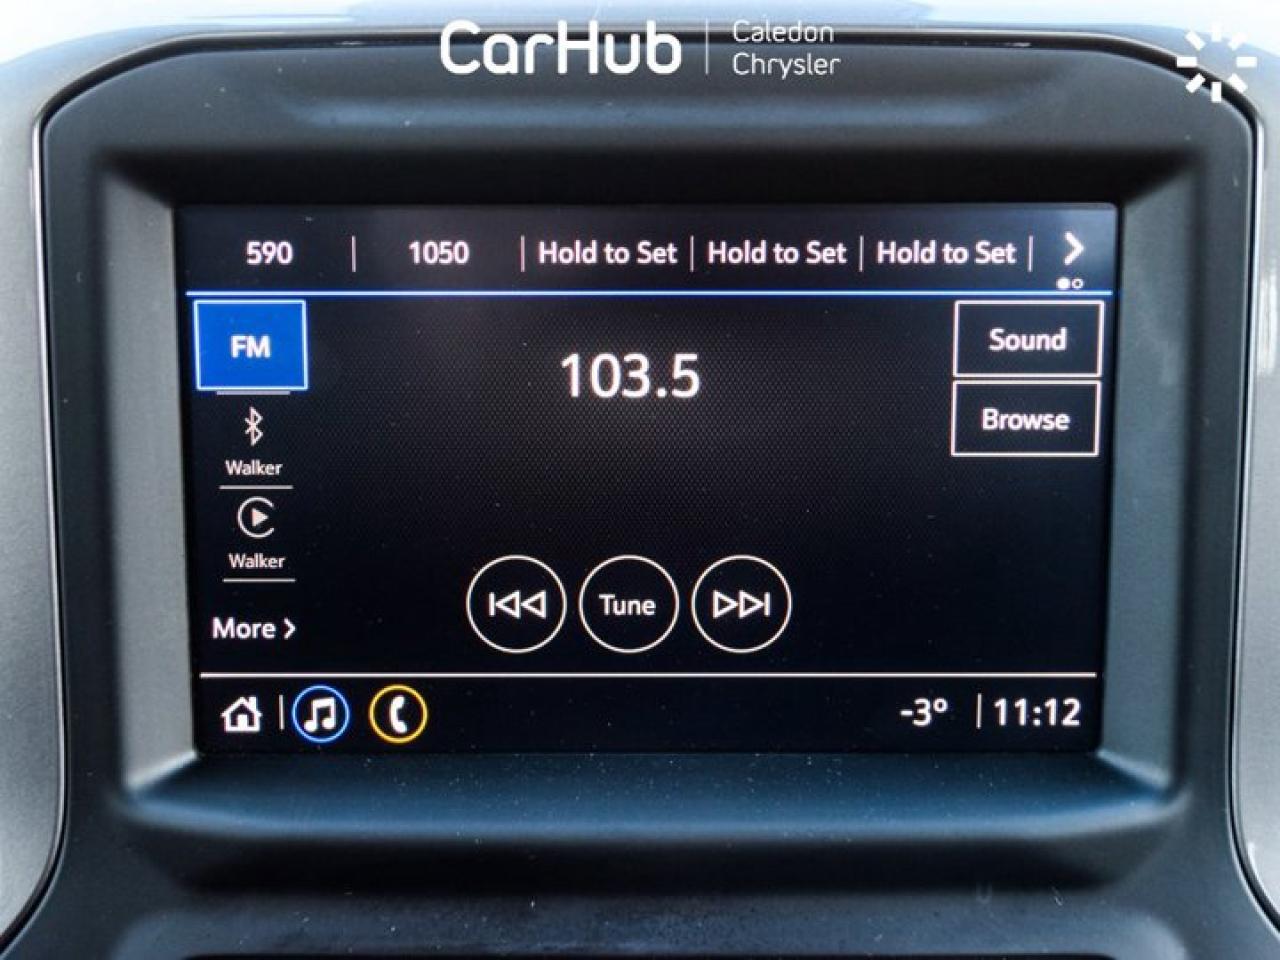 CarHub | Caledon
Chrysler
590 | 1050 | Hold to Set | Hold to Set | Hold to Set |
FM
103.5
Sound
Browse
Walker
Walker
More
Tune
-3° | 11:12